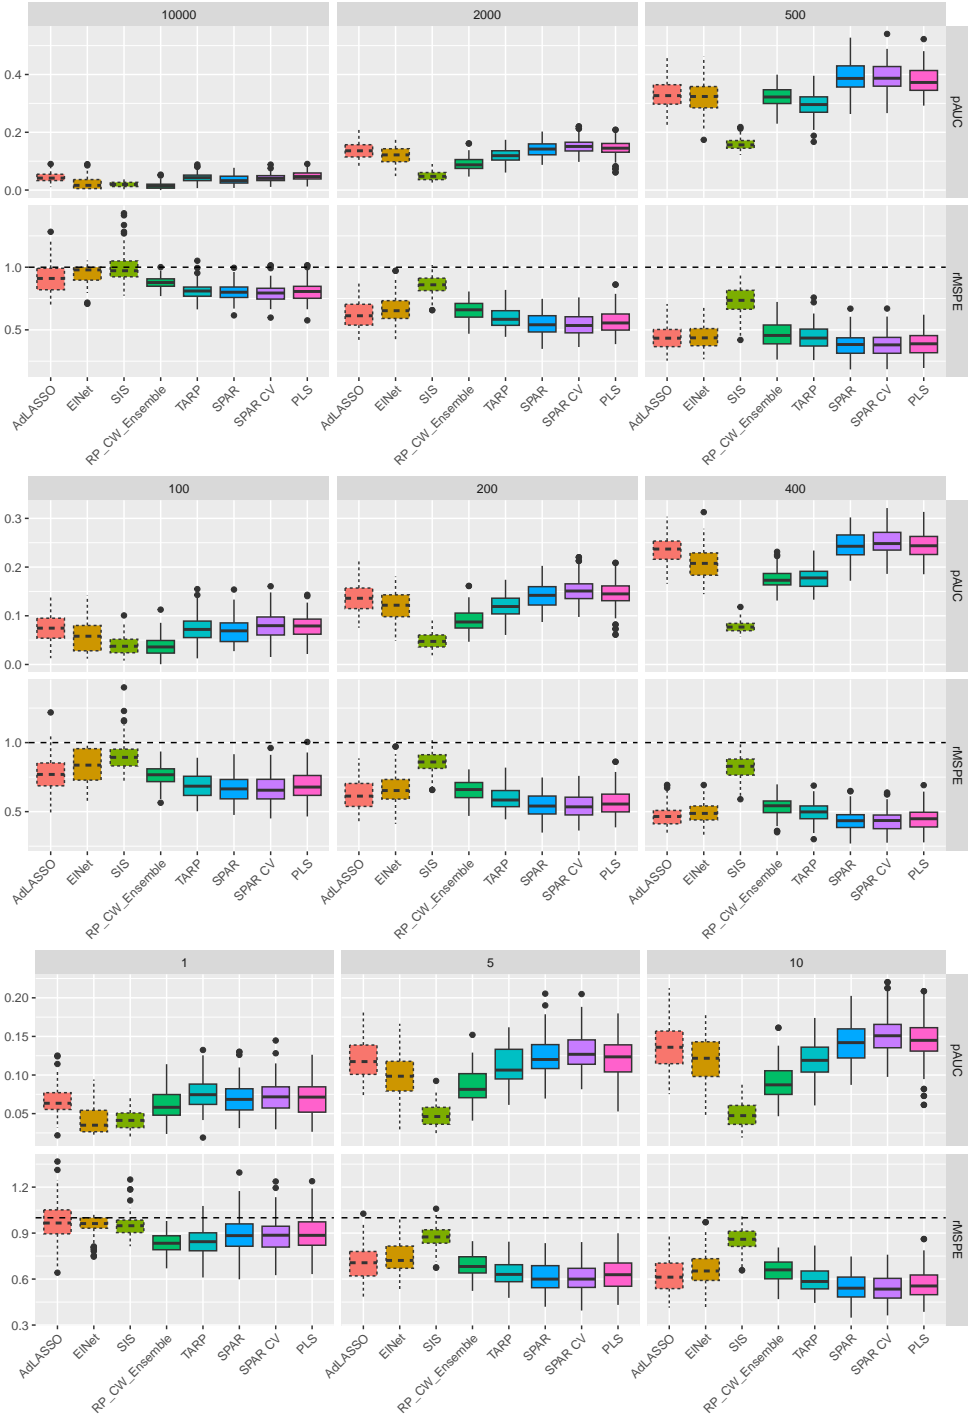 10000 2000 500
0.4
0.2
0.0
pAUC
1.0
0.5
rMSPE
AdLASSO ElNet SIS RP_CW_Ensemble TARP SPAR SPAR CV PLS AdLASSO ElNet SIS RP_CW_Ensemble TARP SPAR SPAR CV PLS AdLASSO ElNet SIS RP_CW_Ensemble TARP SPAR SPAR CV PLS
100 200 400
0.3
0.2
0.1
0.0
pAUC
1.0
0.5
rMSPE
AdLASSO ElNet SIS RP_CW_Ensemble TARP SPAR SPAR CV PLS AdLASSO ElNet SIS RP_CW_Ensemble TARP SPAR SPAR CV PLS AdLASSO ElNet SIS RP_CW_Ensemble TARP SPAR SPAR CV PLS
1 5 10
0.20
0.15
0.10
0.05
pAUC
1.2
0.9
0.6
0.3
rMSPE
AdLASSO ElNet SIS RP_CW_Ensemble TARP SPAR SPAR CV PLS AdLASSO ElNet SIS RP_CW_Ensemble TARP SPAR SPAR CV PLS AdLASSO ElNet SIS RP_CW_Ensemble TARP SPAR SPAR CV PLS